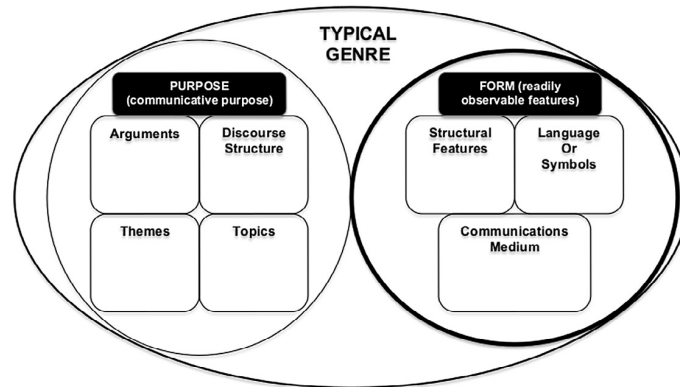 TYPICAL
GENRE
PURPOSE
(communicative purpose)
Arguments
Discourse
Structure
Themes
Topics
FORM (readily
observable features)
Structural
Features
Language
Or
Symbols
Communications
Medium